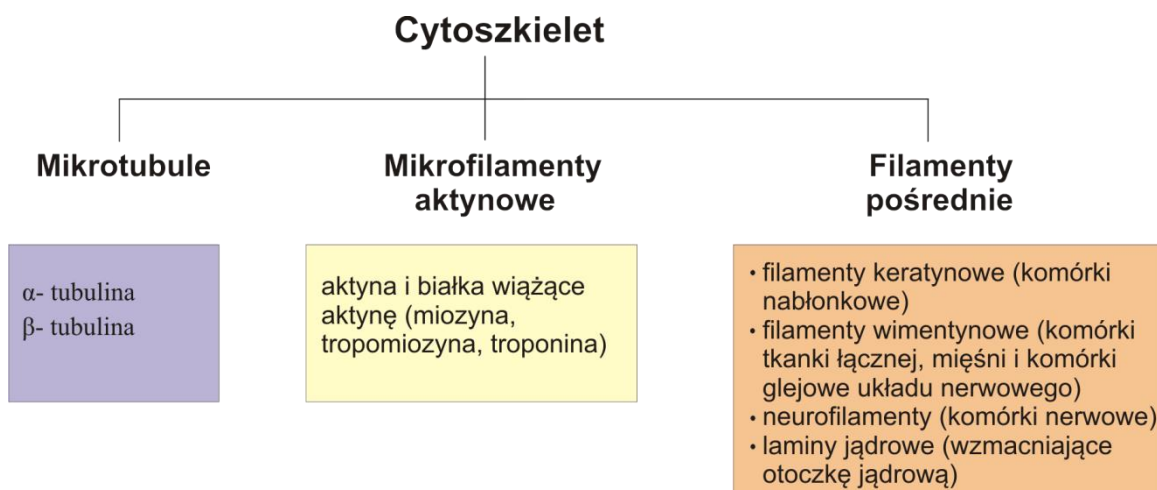 Cytoszkielet
Mikrotubule
Mikrofilamenty
aktynowe
Filamenty
pośrednie
α- tubulina
β- tubulina
aktyna i białka wiążące
aktynę (miozyna,
tropomiozyna, troponina)
• filamenty keratynowe (komórki
nabłonkowe)
• filamenty wimentynowe (komórki
tkanki łącznej, mięśni i komórki
glejowe układu nerwowego)
• neurofilamenty (komórki nerwowe)
• laminy jądrowe (wzmacniające
otoczkę jądrową)